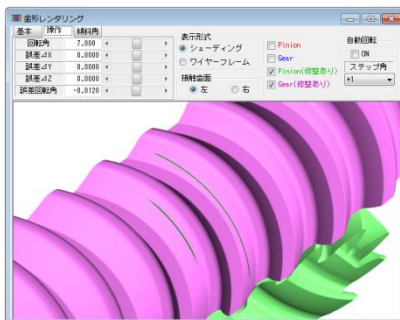 歯形レンダリング
基本 操作 傾斜角
回転角 7.000
誤差⊿X 0.0000
誤差⊿Y 0.0000
誤差⊿Z 0.0000
誤差回転角 -0.0120
表示形式
シェーディング
ワイヤーフレーム
接触歯面
左 右
Pinion
Gear
Pinion(修整あり)
Gear(修整あり)
自動回転
ON
ステップ角
*1